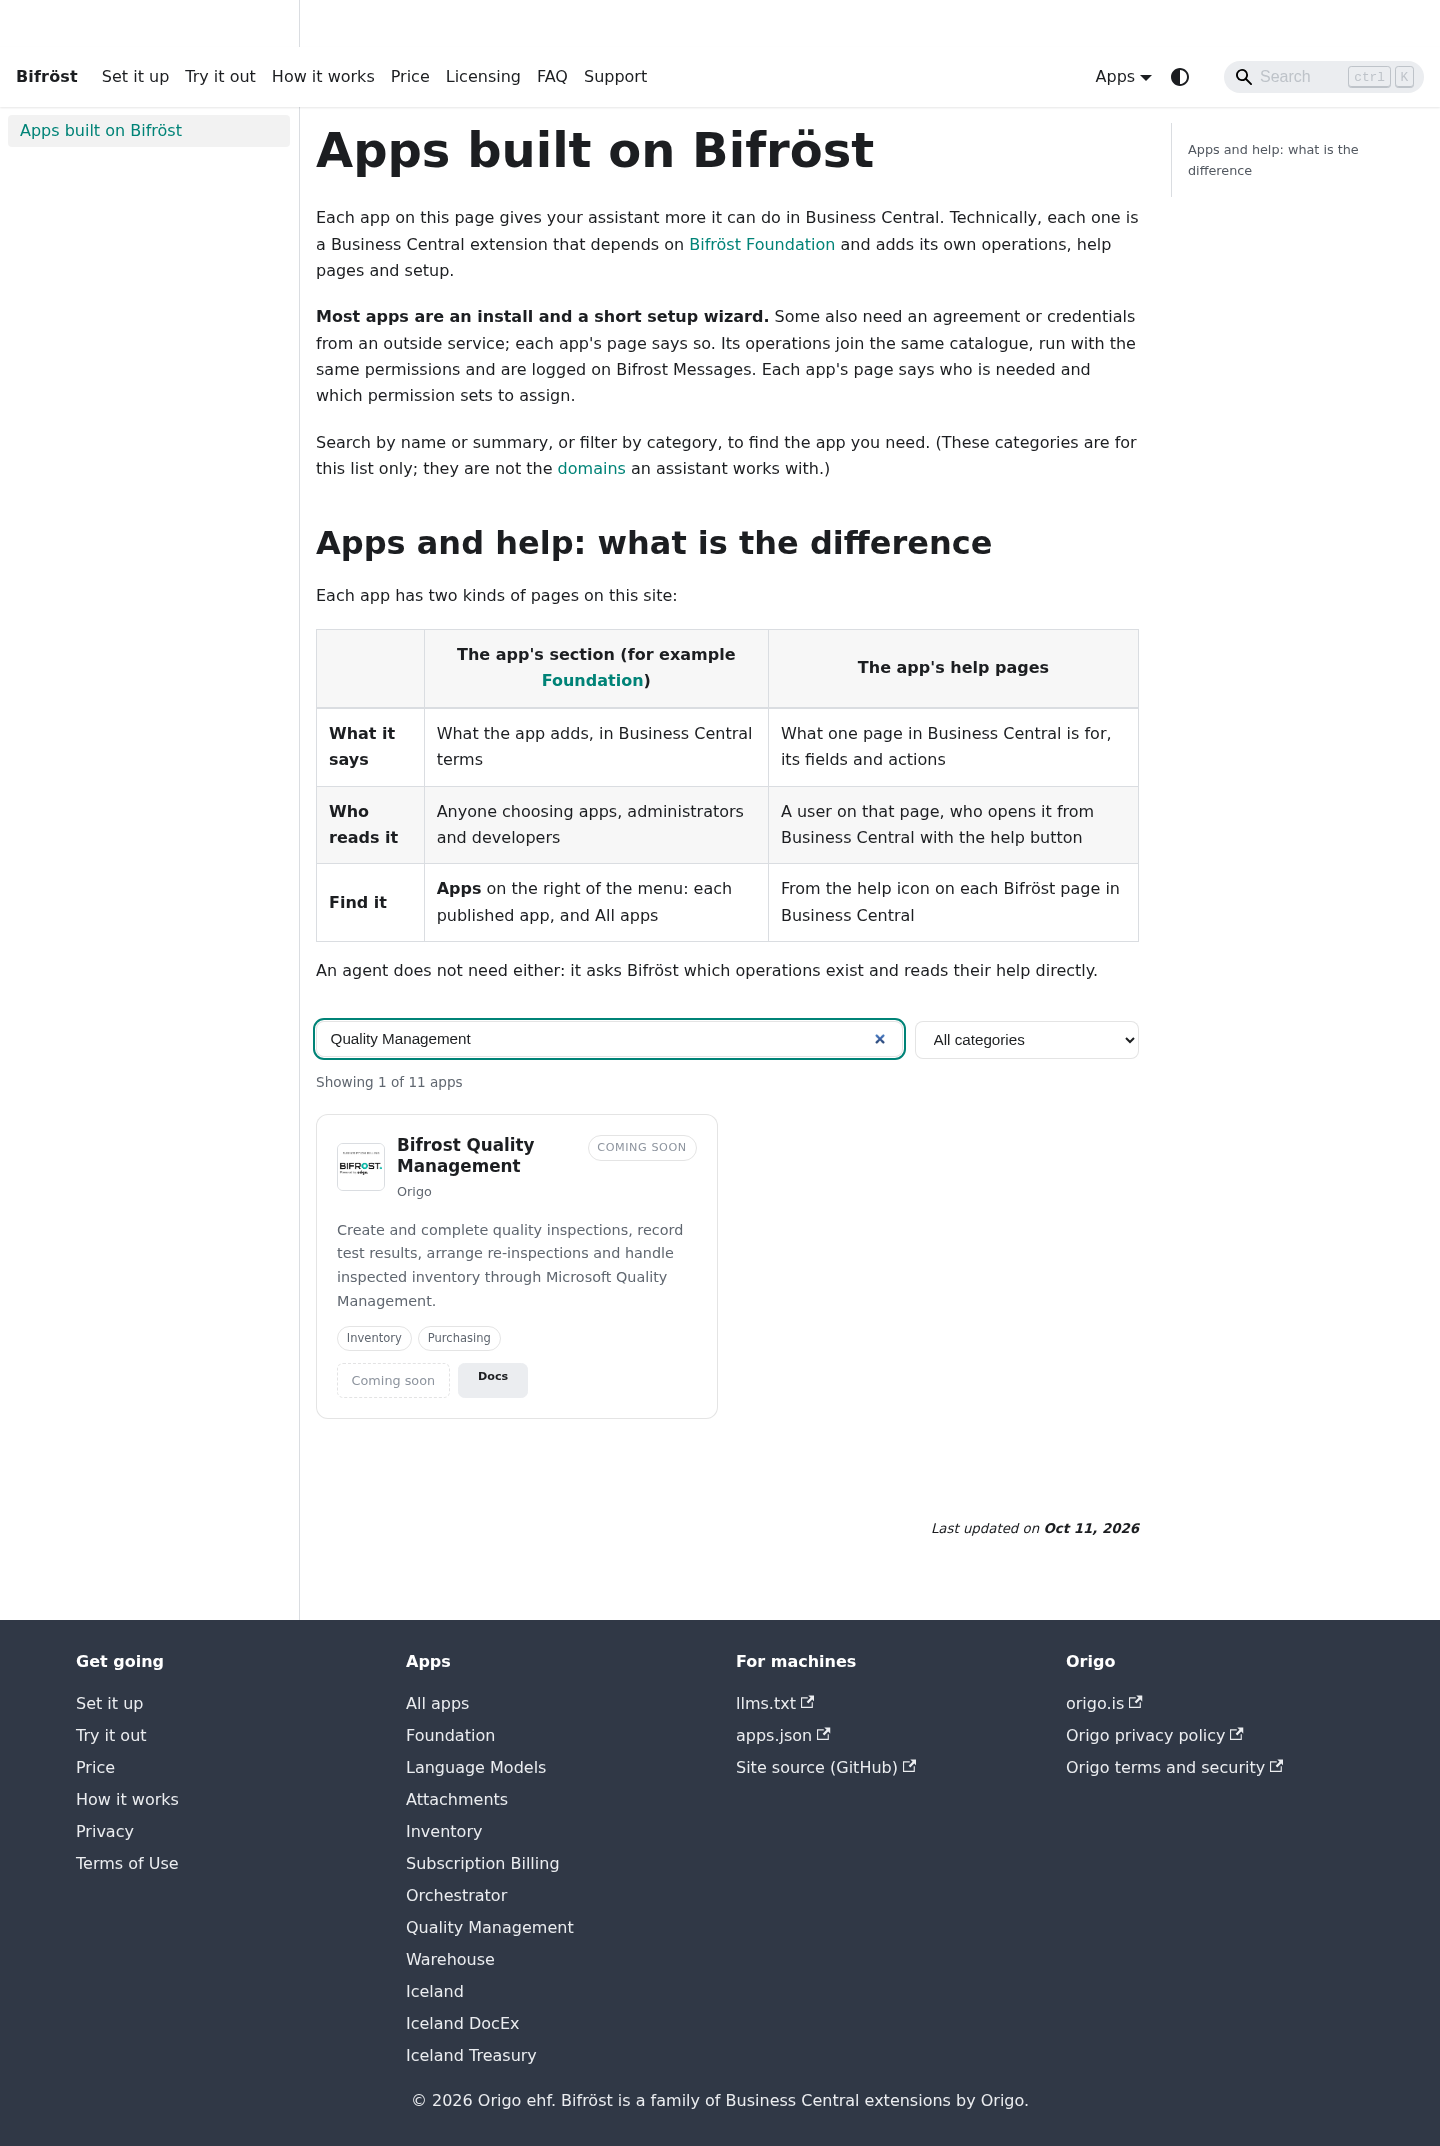 Bifröst Set it up Try it out How it works Price Licensing FAQ Support Apps Search ctrl K
Apps built on Bifröst
Apps built on Bifröst
Apps and help: what is the
difference
Each app on this page gives your assistant more it can do in Business Central. Technically, each one is
a Business Central extension that depends on Bifröst Foundation and adds its own operations, help
pages and setup.
Most apps are an install and a short setup wizard. Some also need an agreement or credentials
from an outside service; each app's page says so. Its operations join the same catalogue, run with the
same permissions and are logged on Bifrost Messages. Each app's page says who is needed and
which permission sets to assign.
Search by name or summary, or filter by category, to find the app you need. (These categories are for
this list only; they are not the domains an assistant works with.)
Apps and help: what is the difference
Each app has two kinds of pages on this site:
The app's section (for example
Foundation)
The app's help pages
What it
says
What the app adds, in Business Central
terms
What one page in Business Central is for,
its fields and actions
Who
reads it
Anyone choosing apps, administrators
and developers
A user on that page, who opens it from
Business Central with the help button
Find it
Apps on the right of the menu: each
published app, and All apps
From the help icon on each Bifröst page in
Business Central
An agent does not need either: it asks Bifröst which operations exist and reads their help directly.
Quality Management
All categories
Showing 1 of 11 apps
BIFROST
Bifrost Quality
Management
COMING SOON
Origo
Create and complete quality inspections, record
test results, arrange re-inspections and handle
inspected inventory through Microsoft Quality
Management.
Inventory Purchasing
Coming soon Docs
Last updated on Oct 11, 2026
Get going
Set it up
Try it out
Price
How it works
Privacy
Terms of Use
Apps
All apps
Foundation
Language Models
Attachments
Inventory
Subscription Billing
Orchestrator
Quality Management
Warehouse
Iceland
Iceland DocEx
Iceland Treasury
For machines
llms.txt
apps.json
Site source (GitHub)
Origo
origo.is
Origo privacy policy
Origo terms and security
© 2026 Origo ehf. Bifröst is a family of Business Central extensions by Origo.